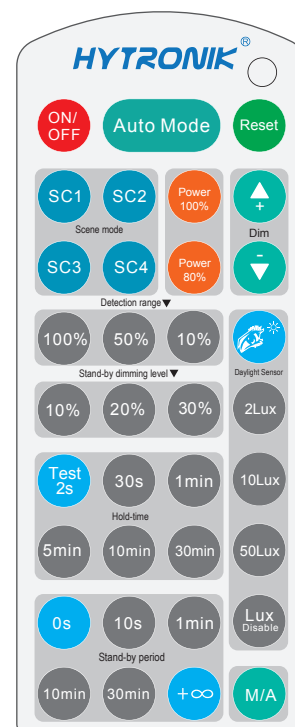 HYTRONIK®
ON/
OFF
Auto Mode
Reset
SC1 SC2
Power
100%
+
Scene mode
Dim
SC3 SC4
Power
80%
-
Detection range▼
100% 50% 10%
Daylight Sensor
Stand-by dimming level▼
10% 20% 30%
2Lux
Test
2s
30s 1min
10Lux
Hold-time
5min 10min 30min
50Lux
0s 10s 1min
Lux
Disable
Stand-by period
10min 30min +∞
M/A